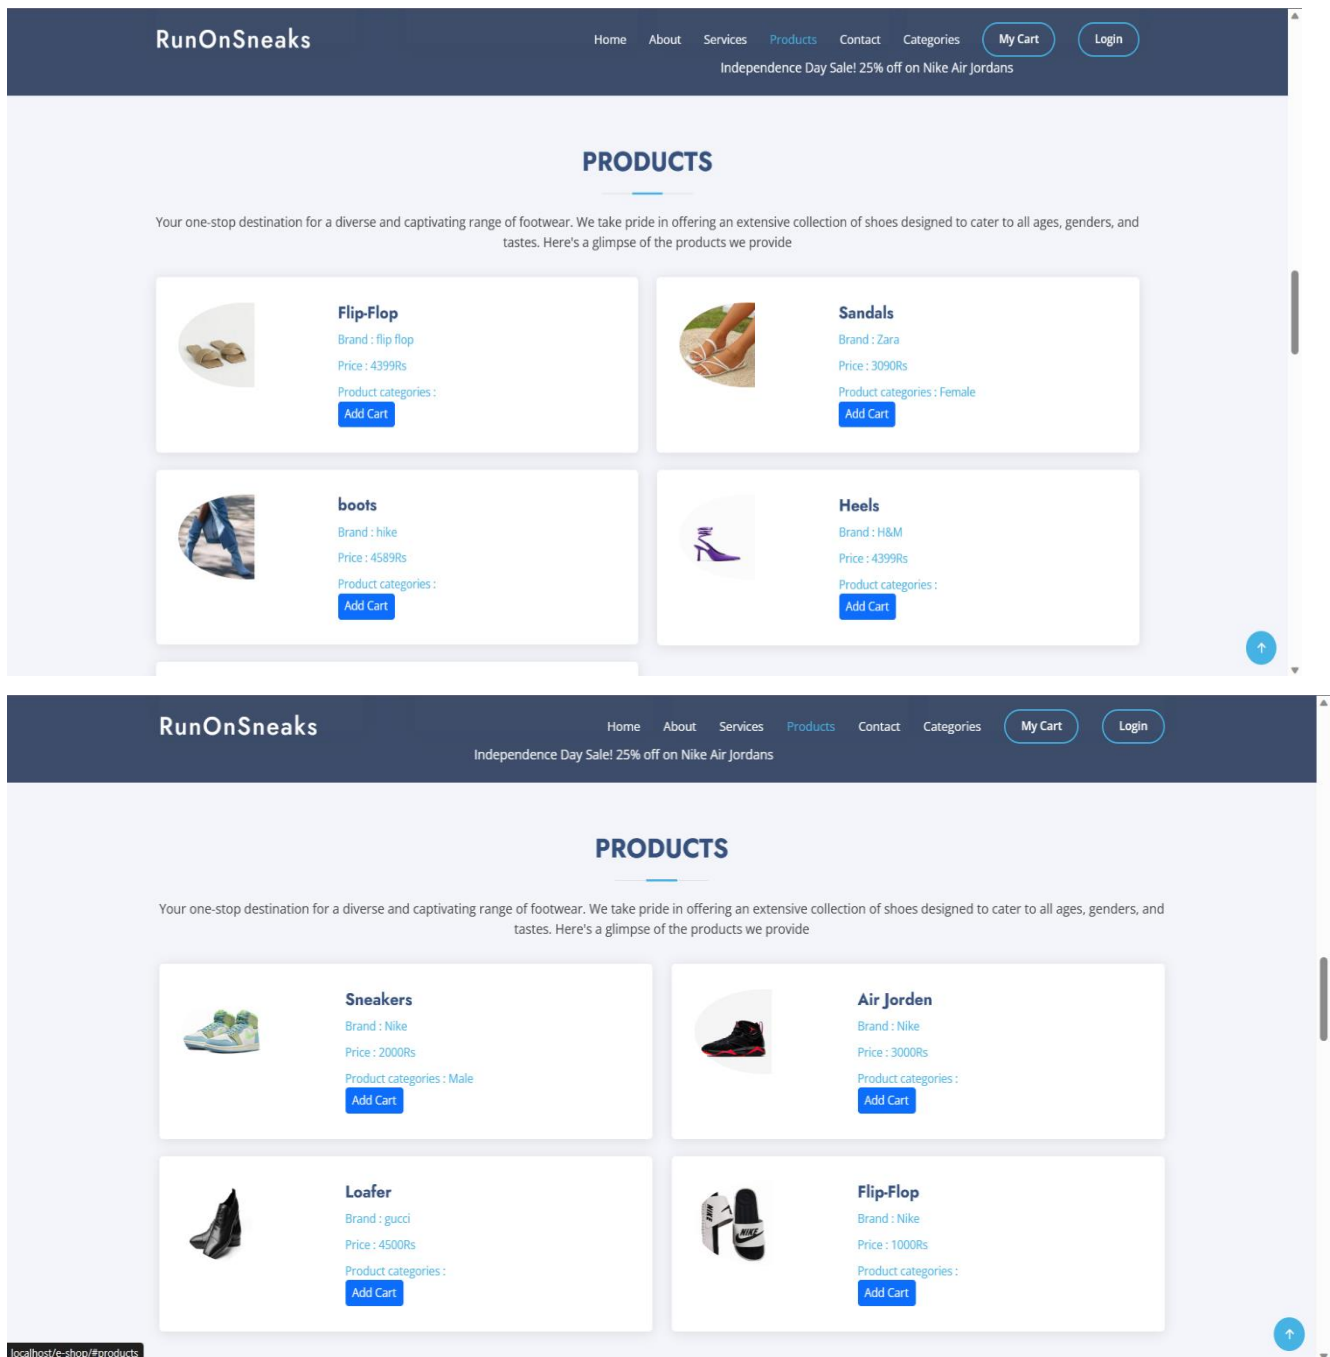 RunOnSneaks
Home About Services Products Contact Categories My Cart Login
Independence Day Sale! 25% off on Nike Air Jordans
PRODUCTS
Your one-stop destination for a diverse and captivating range of footwear. We take pride in offering an extensive collection of shoes designed to cater to all ages, genders, and
tastes. Here's a glimpse of the products we provide
Flip-Flop
Brand : flip flop
Price : 4399Rs
Product categories :
Add Cart
Sandals
Brand : Zara
Price : 3090Rs
Product categories : Female
Add Cart
boots
Brand : hike
Price : 4589Rs
Product categories :
Add Cart
Heels
Brand : H&M
Price : 4399Rs
Product categories :
Add Cart
RunOnSneaks
Home About Services Products Contact Categories My Cart Login
Independence Day Sale! 25% off on Nike Air Jordans
PRODUCTS
Your one-stop destination for a diverse and captivating range of footwear. We take pride in offering an extensive collection of shoes designed to cater to all ages, genders, and
tastes. Here's a glimpse of the products we provide
Sneakers
Brand : Nike
Price : 2000Rs
Product categories : Male
Add Cart
Air Jorden
Brand : Nike
Price : 3000Rs
Product categories :
Add Cart
Loafer
Brand : gucci
Price : 4500Rs
Product categories :
Add Cart
NIKE
NIKE
Flip-Flop
Brand : Nike
Price : 1000Rs
Product categories :
Add Cart
localhost/e-shop/#products